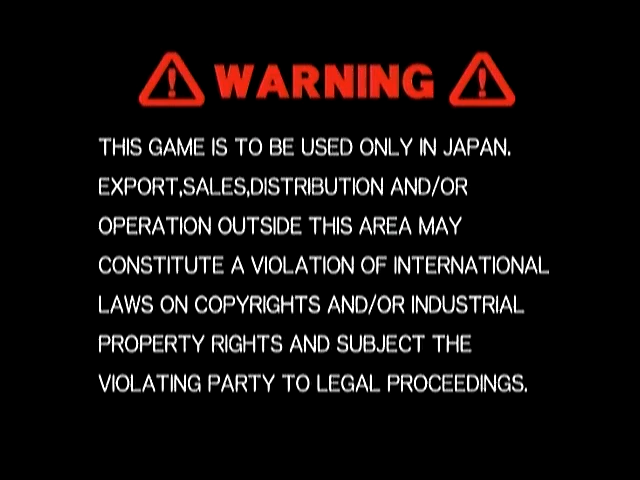 WARNING
THIS GAME IS TO BE USED ONLY IN JAPAN.
EXPORT,SALES,DISTRIBUTION AND/OR
OPERATION OUTSIDE THIS AREA MAY
CONSTITUTE A VIOLATION OF INTERNATIONAL
LAWS ON COPYRIGHTS AND/OR INDUSTRIAL
PROPERTY RIGHTS AND SUBJECT THE
VIOLATING PARTY TO LEGAL PROCEEDINGS.